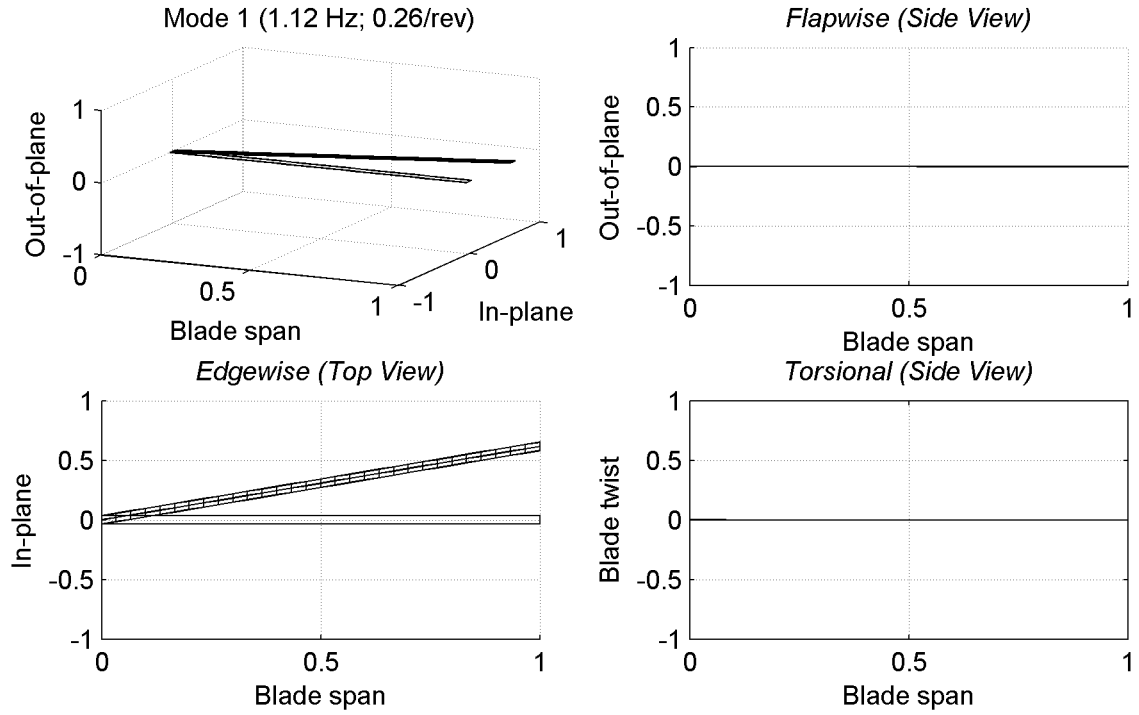 Mode 1 (1.12 Hz; 0.26/rev)
Out-of-plane
1
0
-1
0
0.5
1
Blade span
-1
0
1
In-plane
Flapwise (Side View)
Out-of-plane
1
0.5
0
-0.5
-1
0
0.5
1
Blade span
Edgewise (Top View)
In-plane
1
0.5
0
-0.5
-1
0
0.5
1
Blade span
Torsional (Side View)
Blade twist
1
0.5
0
-0.5
-1
0
0.5
1
Blade span